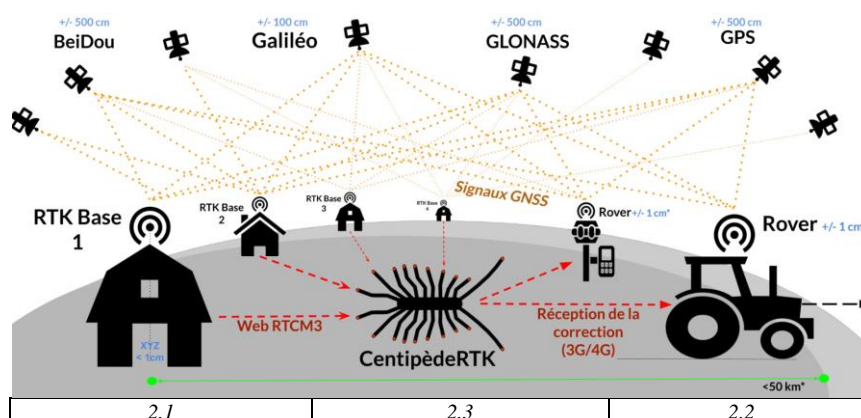 +/- 500 cm
BeiDou
+/- 100 cm
Galiléo
+/-500 cm
GLONASS
+/- 500 cm
GPS
Signaux GNSS
RTK Base
1
RTK Base
2
RTK Base
3
RTK Base
Rover +/- 1 cm*
Rover +/- 1 cm*
Web RTCM3
CentipèdeRTK
Réception de la
correction
(3G/4G)
XYZ
< 1cm
<50 km*
2.1 2.3 2.2